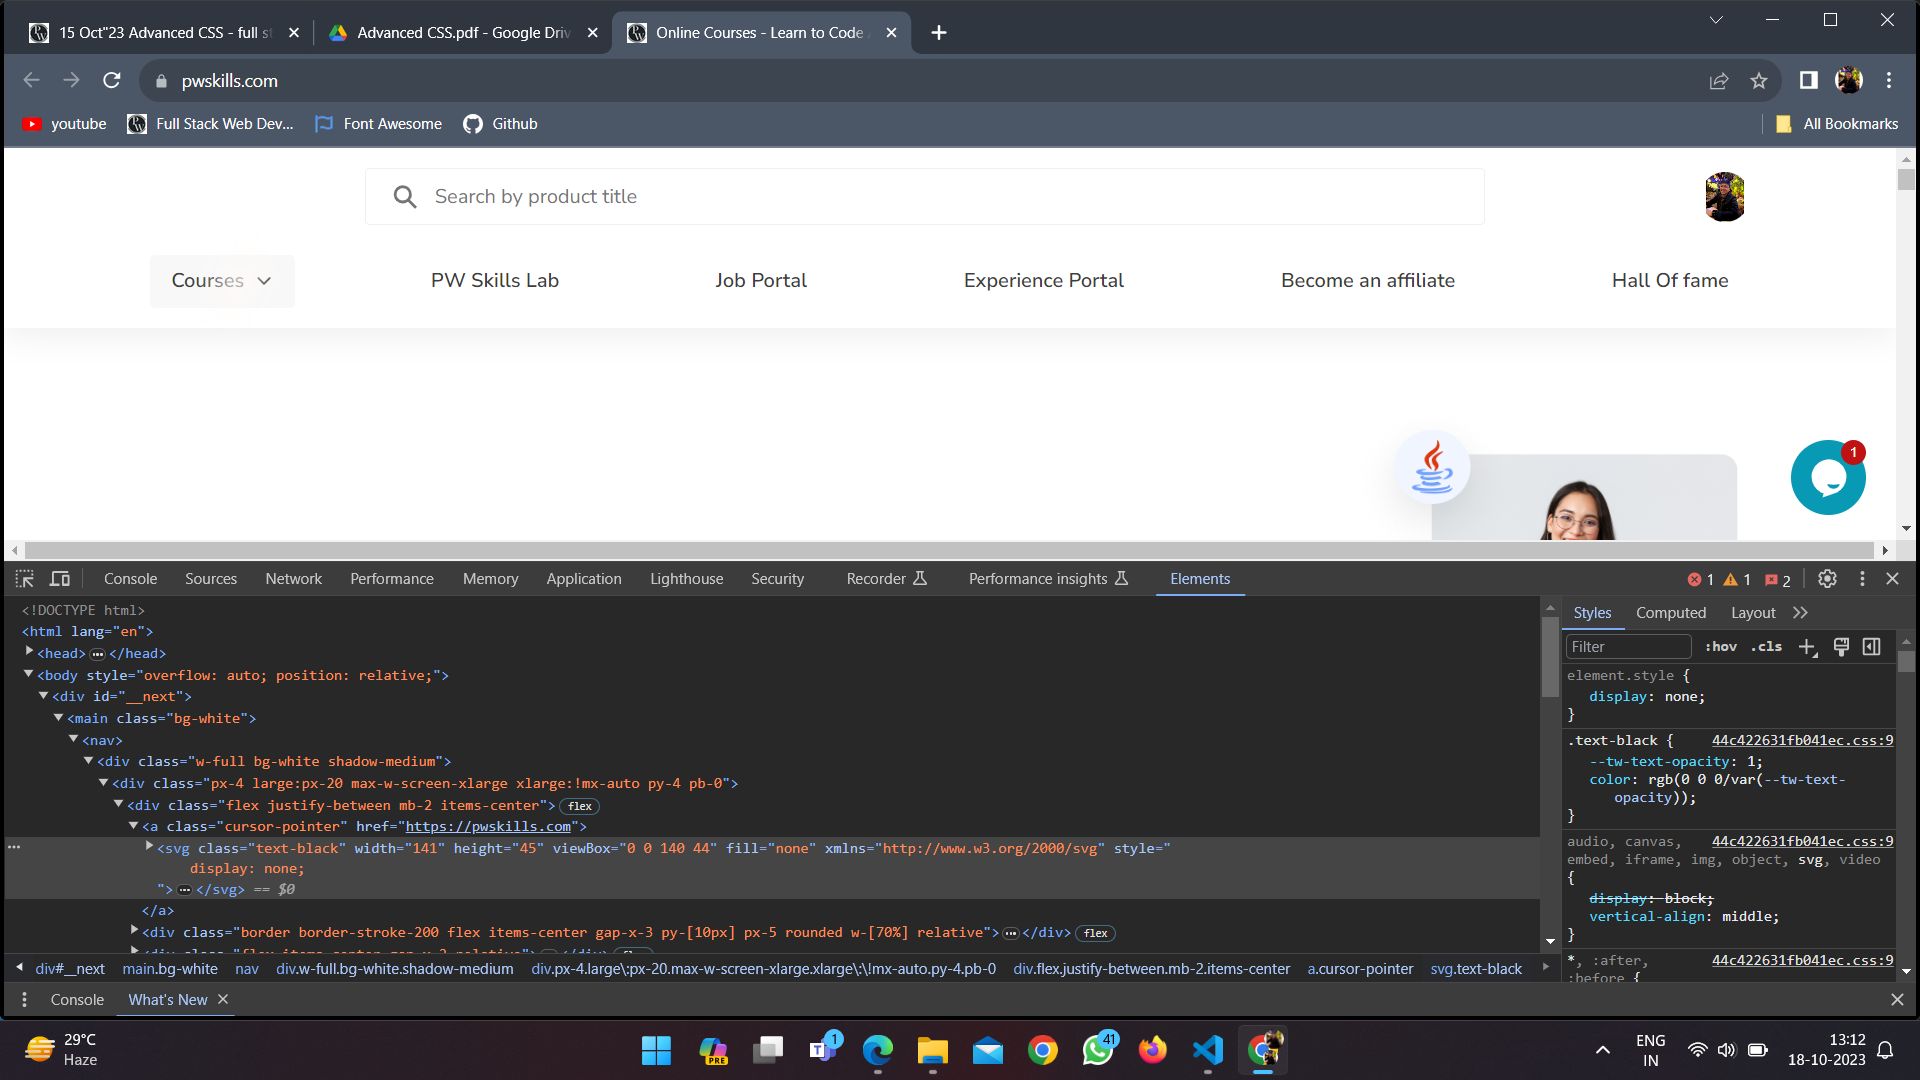 15 Oct"23 Advanced CSS - full st
Advanced CSS.pdf - Google Driv
Online Courses - Learn to Code
pwskills.com
youtube
Full Stack Web Dev...
Font Awesome
Github
All Bookmarks
Search by product title
Courses
PW Skills Lab
Job Portal
Experience Portal
Become an affiliate
Hall Of fame
1
Console
Sources
Network
Performance
Memory
Application
Lighthouse
Security
Recorder
Performance insights
Elements
1
1
2
<!DOCTYPE html>
<html lang="en">
<head>…</head>
<body style="overflow: auto; position: relative;">
<div id="__next">
<main class="bg-white">
<nav>
<div class="w-full bg-white shadow-medium">
<div class="px-4 large:px-20 max-w-screen-xlarge xlarge:!mx-auto py-4 pb-0">
<div class="flex justify-between mb-2 items-center"> flex
<a class="cursor-pointer" href="https://pwskills.com">
<svg class="text-black" width="141" height="45" viewBox="0 0 140 44" fill="none" xmlns="http://www.w3.org/2000/svg" style="
display: none;
">…</svg> == $0
</a>
<div class="border border-stroke-200 flex items-center gap-x-3 py-[10px] px-5 rounded w-[70%] relative">…</div> flex
<div class="flex items-center gap-x-2 relative">…</div> flex
div#__next
main.bg-white
nav
div.w-full.bg-white.shadow-medium
div.px-4.large\:px-20.max-w-screen-xlarge.xlarge\:\!mx-auto.py-4.pb-0
div.flex.justify-between.mb-2.items-center
a.cursor-pointer
svg.text-black
Styles
Computed
Layout
Filter
:hov
.cls
element.style {
display: none;
}
.text-black { 44c422631fb041ec.css:9
--tw-text-opacity: 1;
color: rgb(0 0 0/var(--tw-text-
opacity));
}
audio, canvas, 44c422631fb041ec.css:9
embed, iframe, img, object, svg, video
{
display: block;
vertical-align: middle;
}
*, :after, 44c422631fb041ec.css:9
:before {
Console
What's New
29°C
Haze
PRE
1
41
ENG
IN
13:12
18-10-2023